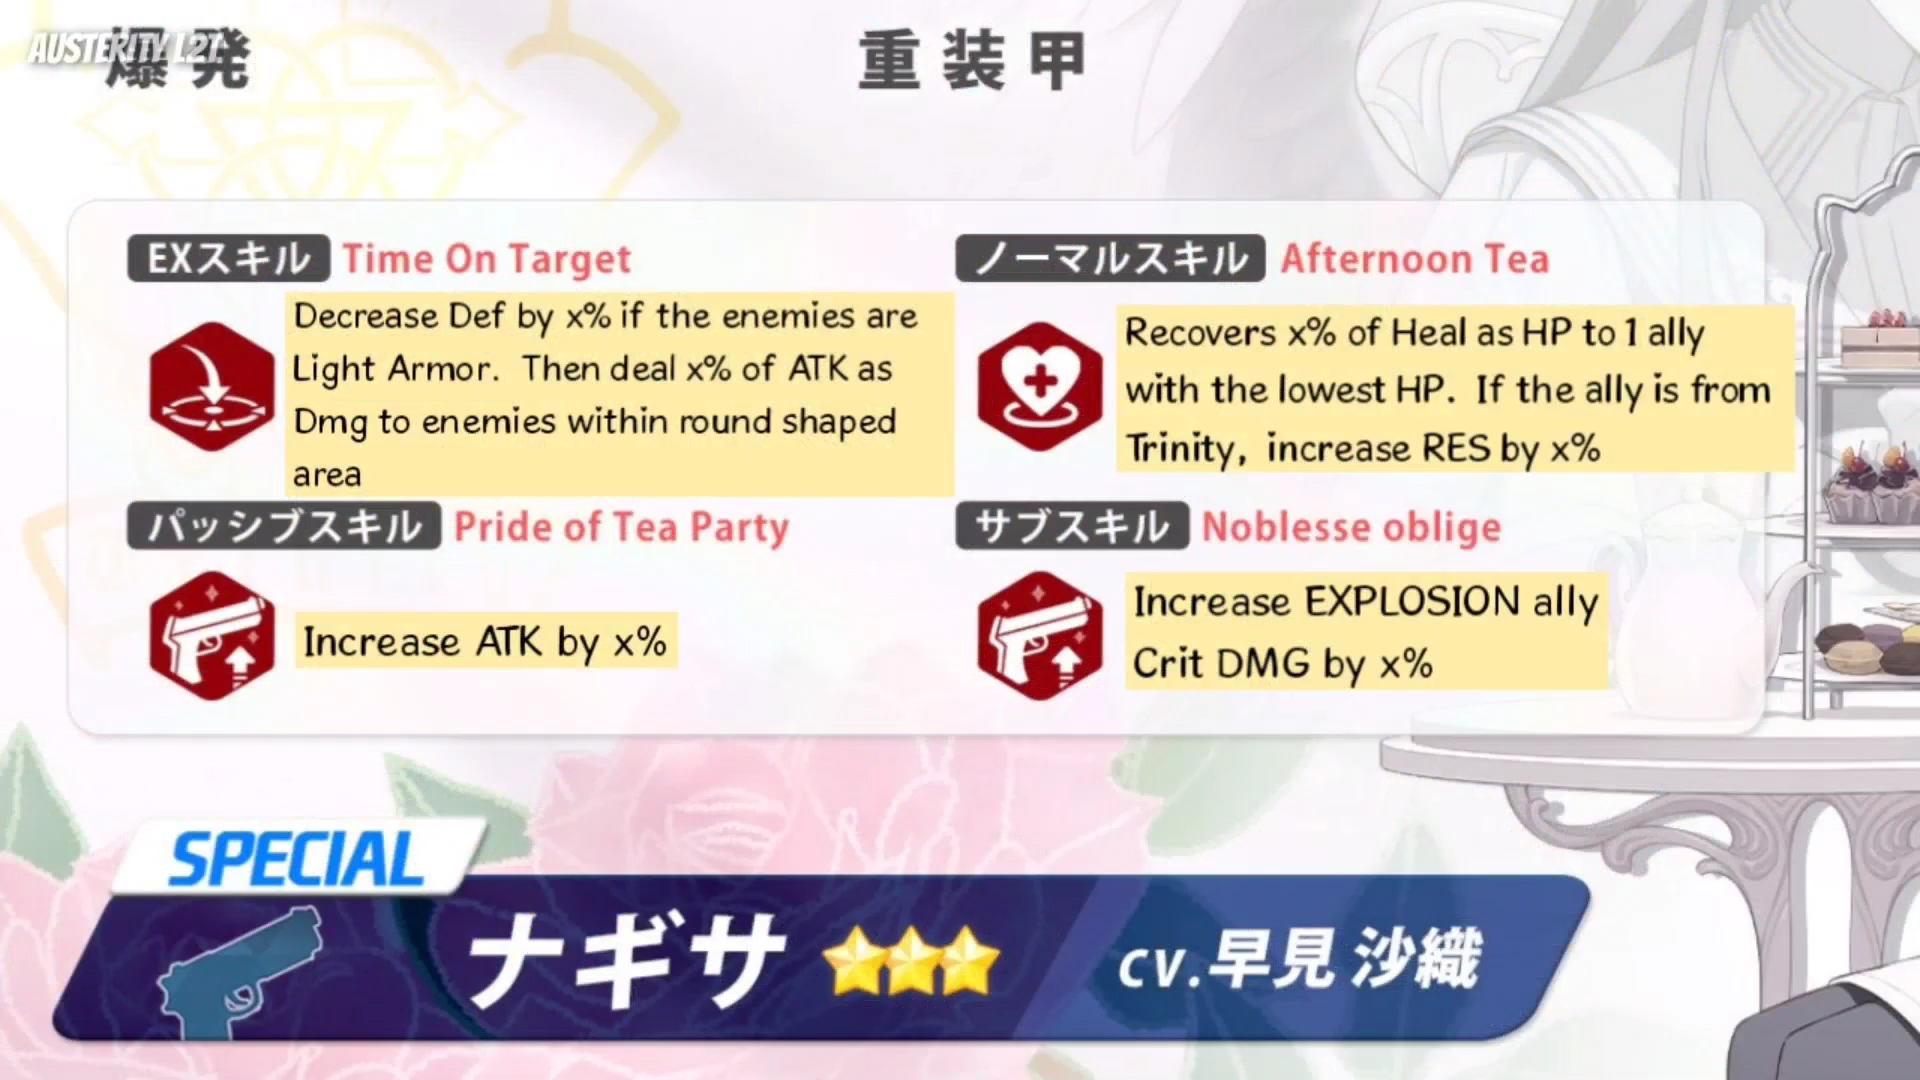 AUSTERITY L2T
爆発
重装甲
EXスキル Time On Target
Decrease Def by x% if the enemies are
Light Armor. Then deal x% of ATK as
Dmg to enemies within round shaped
area
ノーマルスキル Afternoon Tea
Recovers x% of Heal as HP to 1 ally
with the lowest HP. If the ally is from
Trinity, increase RES by x%
パッシブスキル Pride of Tea Party
Increase ATK by x%
サブスキル Noblesse oblige
Increase EXPLOSION ally
Crit DMG by x%
SPECIAL
ナギサ
CV.早見 沙織